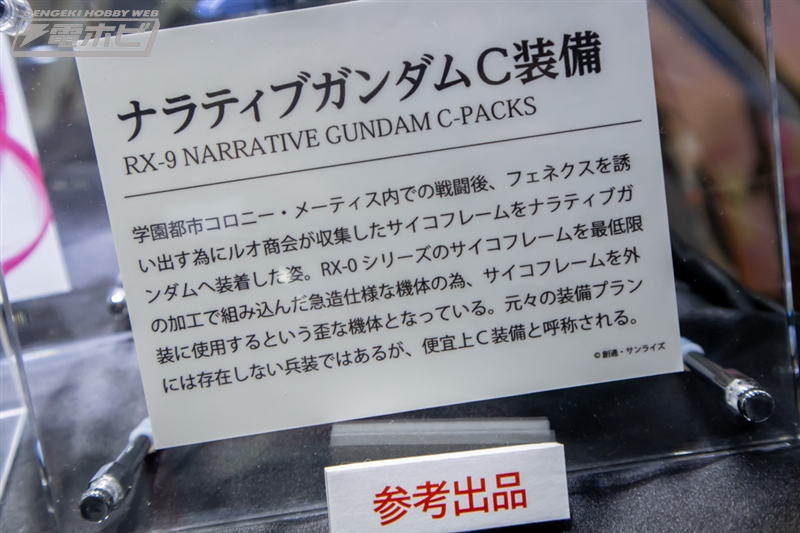 DENGEKI HOBBY WEB
電ホビ
ナラティブガンダムC装備
RX-9 NARRATIVE GUNDAM C-PACKS
学園都市コロニー・メーティス内での戦闘後、フェネクスを誘
い出す為にルオ商会が収集したサイコフレームをナラティブガ
ンダムへ装着した姿。RX-0 シリーズのサイコフレームを最低限
の加工で組み込んだ急造仕様な機体の為、サイコフレームを外
装に使用するという歪な機体となっている。元々の装備プラン
には存在しない兵装ではあるが、便宜上C装備と呼称される。
© 創通・サンライズ
参考出品